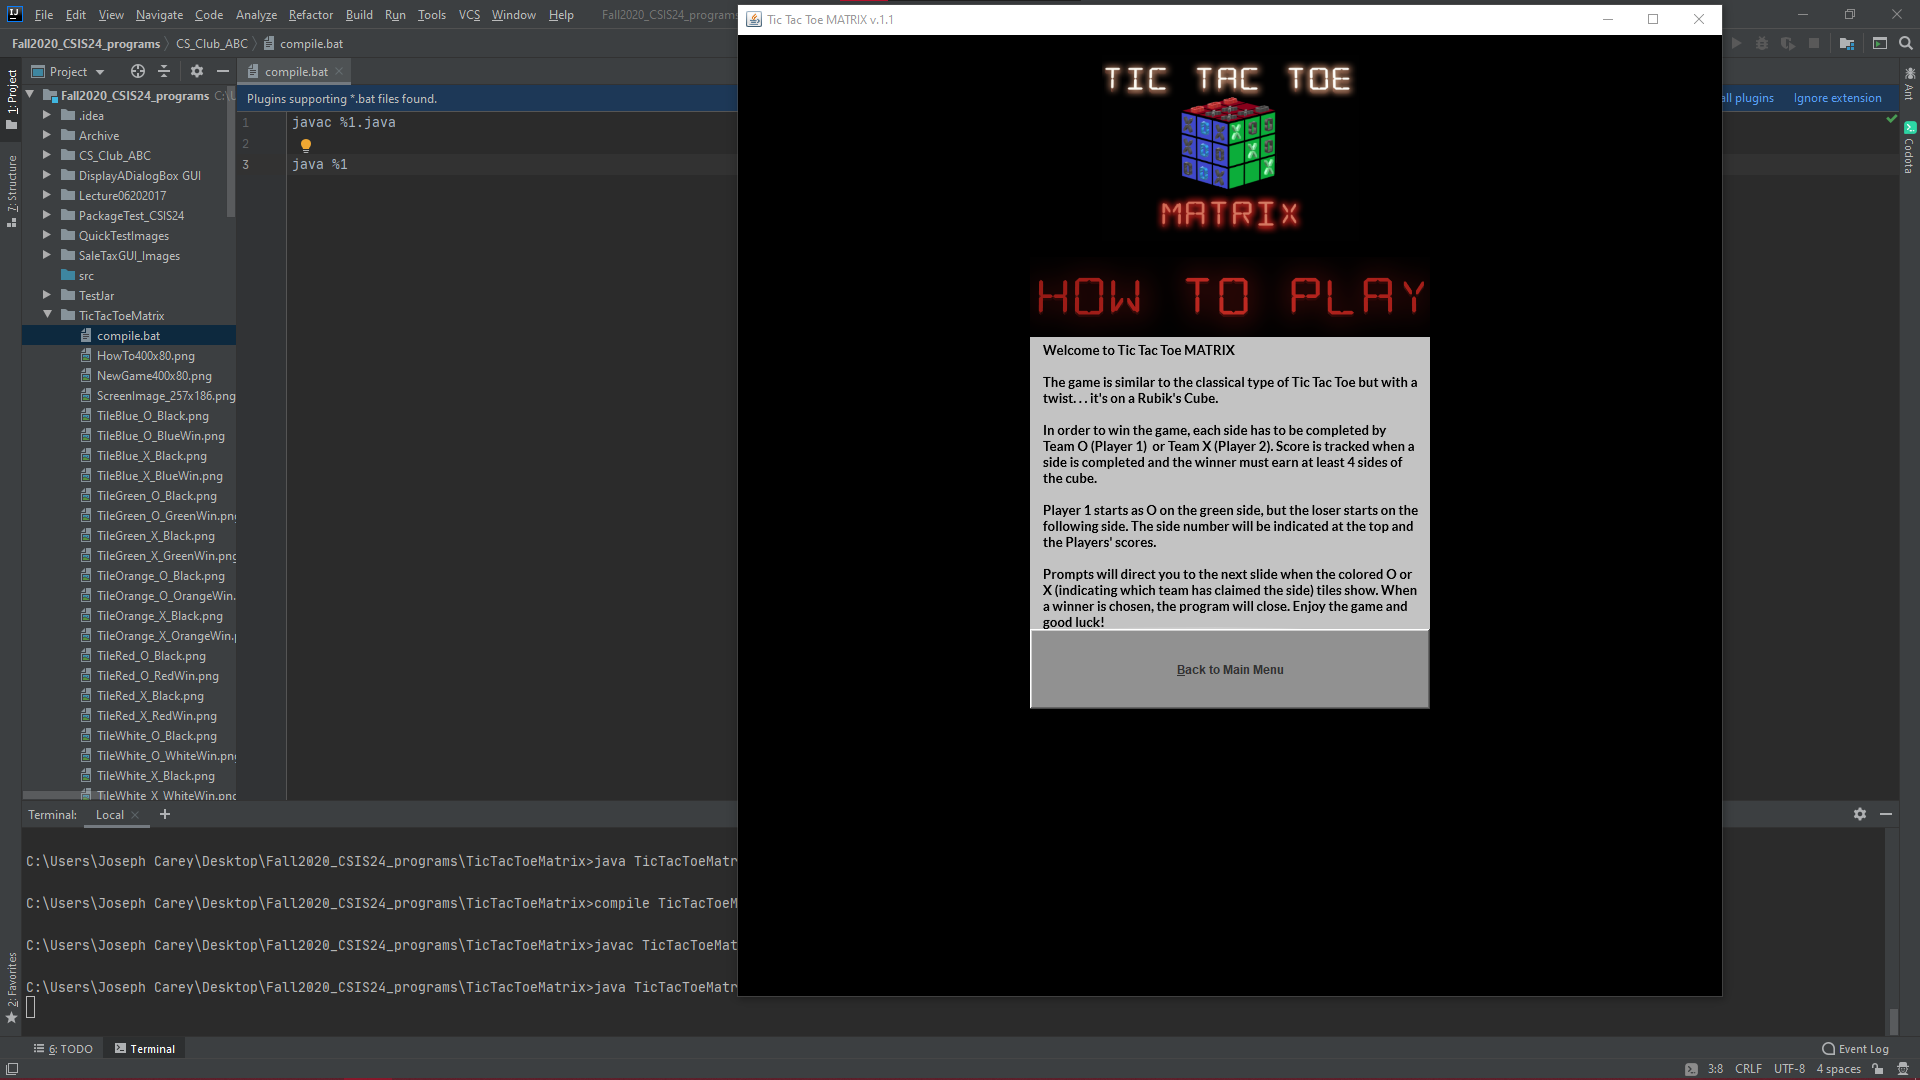 File Edit View Navigate Code Analyze Refactor Build Run Tools VCS Window Help Fall2020_CSIS24_programs
Tic Tac Toe MATRIX v.1.1
Fall2020_CSIS24_programs CS_Club_ABC compile.bat
Project
compile.bat
Plugins supporting *.bat files found.
all plugins Ignore extension
1: Project
7: Structure
2: Favorites
Ant
Codota
Fall2020_CSIS24_programs
.idea
Archive
CS_Club_ABC
DisplayADialogBox GUI
Lecture06202017
PackageTest_CSIS24
QuickTestImages
SaleTaxGUI_Images
src
TestJar
TicTacToeMatrix
compile.bat
HowTo400x80.png
NewGame400x80.png
ScreenImage_257x186.png
TileBlue_O_Black.png
TileBlue_O_BlueWin.png
TileBlue_X_Black.png
TileBlue_X_BlueWin.png
TileGreen_O_Black.png
TileGreen_O_GreenWin.png
TileGreen_X_Black.png
TileGreen_X_GreenWin.png
TileOrange_O_Black.png
TileOrange_O_OrangeWin.
TileOrange_X_Black.png
TileOrange_X_OrangeWin.p
TileRed_O_Black.png
TileRed_O_RedWin.png
TileRed_X_Black.png
TileRed_X_RedWin.png
TileWhite_O_Black.png
TileWhite_O_WhiteWin.png
TileWhite_X_Black.png
TileWhite_X_WhiteWin.png
1 javac %1.java
2
3 java %1
TIC TAC TOE
MATRIX
HOW TO PLAY
Welcome to Tic Tac Toe MATRIX
The game is similar to the classical type of Tic Tac Toe but with a
twist. . . it's on a Rubik's Cube.
In order to win the game, each side has to be completed by
Team O (Player 1)  or Team X (Player 2). Score is tracked when a
side is completed and the winner must earn at least 4 sides of
the cube.
Player 1 starts as O on the green side, but the loser starts on the
following side. The side number will be indicated at the top and
the Players' scores.
Prompts will direct you to the next slide when the colored O or
X (indicating which team has claimed the side) tiles show. When
a winner is chosen, the program will close. Enjoy the game and
good luck!
Back to Main Menu
Terminal: Local
C:\Users\Joseph Carey\Desktop\Fall2020_CSIS24_programs\TicTacToeMatrix>java TicTacToeMatr
C:\Users\Joseph Carey\Desktop\Fall2020_CSIS24_programs\TicTacToeMatrix>compile TicTacToeM
C:\Users\Joseph Carey\Desktop\Fall2020_CSIS24_programs\TicTacToeMatrix>javac TicTacToeMat
C:\Users\Joseph Carey\Desktop\Fall2020_CSIS24_programs\TicTacToeMatrix>java TicTacToeMatr
6: TODO Terminal Event Log
3:8 CRLF UTF-8 4 spaces